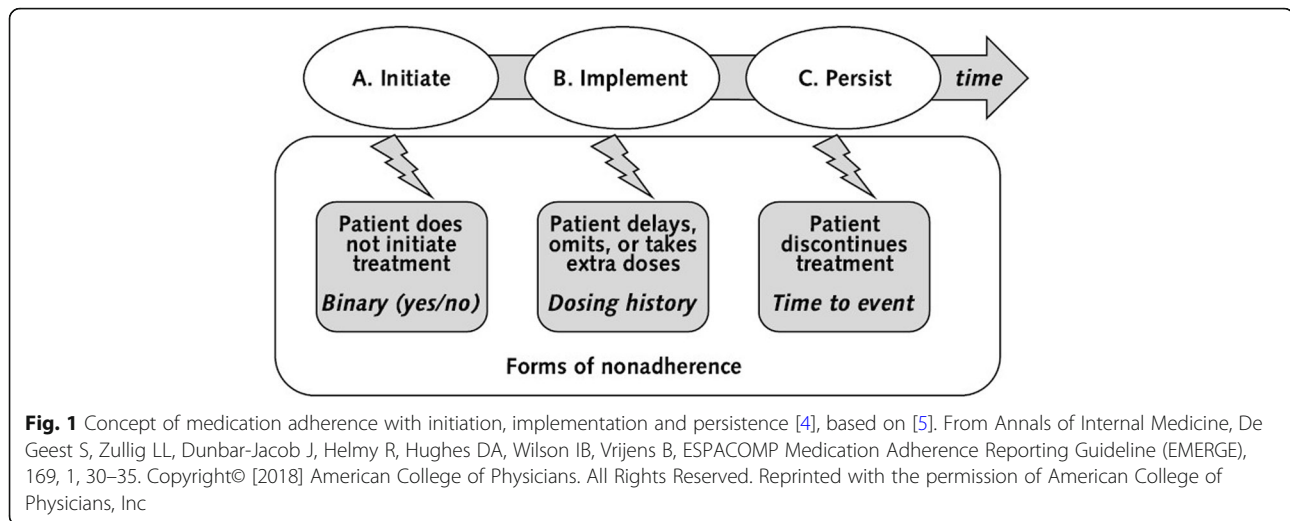 A. Initiate
B. Implement
C. Persist
time
Patient does
not initiate
treatment
Binary (yes/no)
Patient delays,
omits, or takes
extra doses
Dosing history
Patient
discontinues
treatment
Time to event
Forms of nonadherence
Fig. 1 Concept of medication adherence with initiation, implementation and persistence [4], based on [5]. From Annals of Internal Medicine, De
Geest S, Zullig LL, Dunbar-Jacob J, Helmy R, Hughes DA, Wilson IB, Vrijens B, ESPACOMP Medication Adherence Reporting Guideline (EMERGE),
169, 1, 30–35. Copyright© [2018] American College of Physicians. All Rights Reserved. Reprinted with the permission of American College of
Physicians, Inc